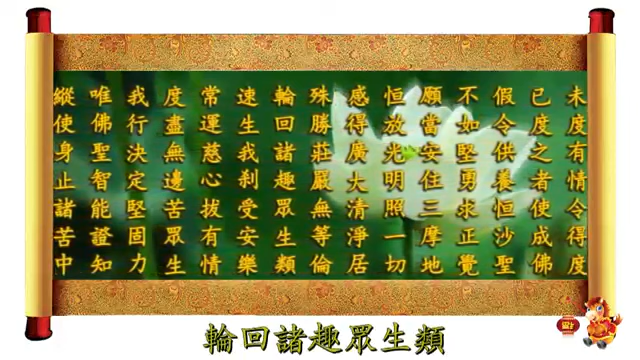 未度有情令得度
已度之者使成佛
假令供養恒沙聖
不如堅勇求正覺
願當安住三摩地
恒放光明照一切
感得廣大清淨居
殊勝莊嚴無等倫
輪回諸趣眾生類
速生我剎受安樂
常運慈心拔有情
度盡無邊苦眾生
我行決定堅固力
唯佛聖智能證知
縱使身止諸苦中
輪回諸趣眾生類